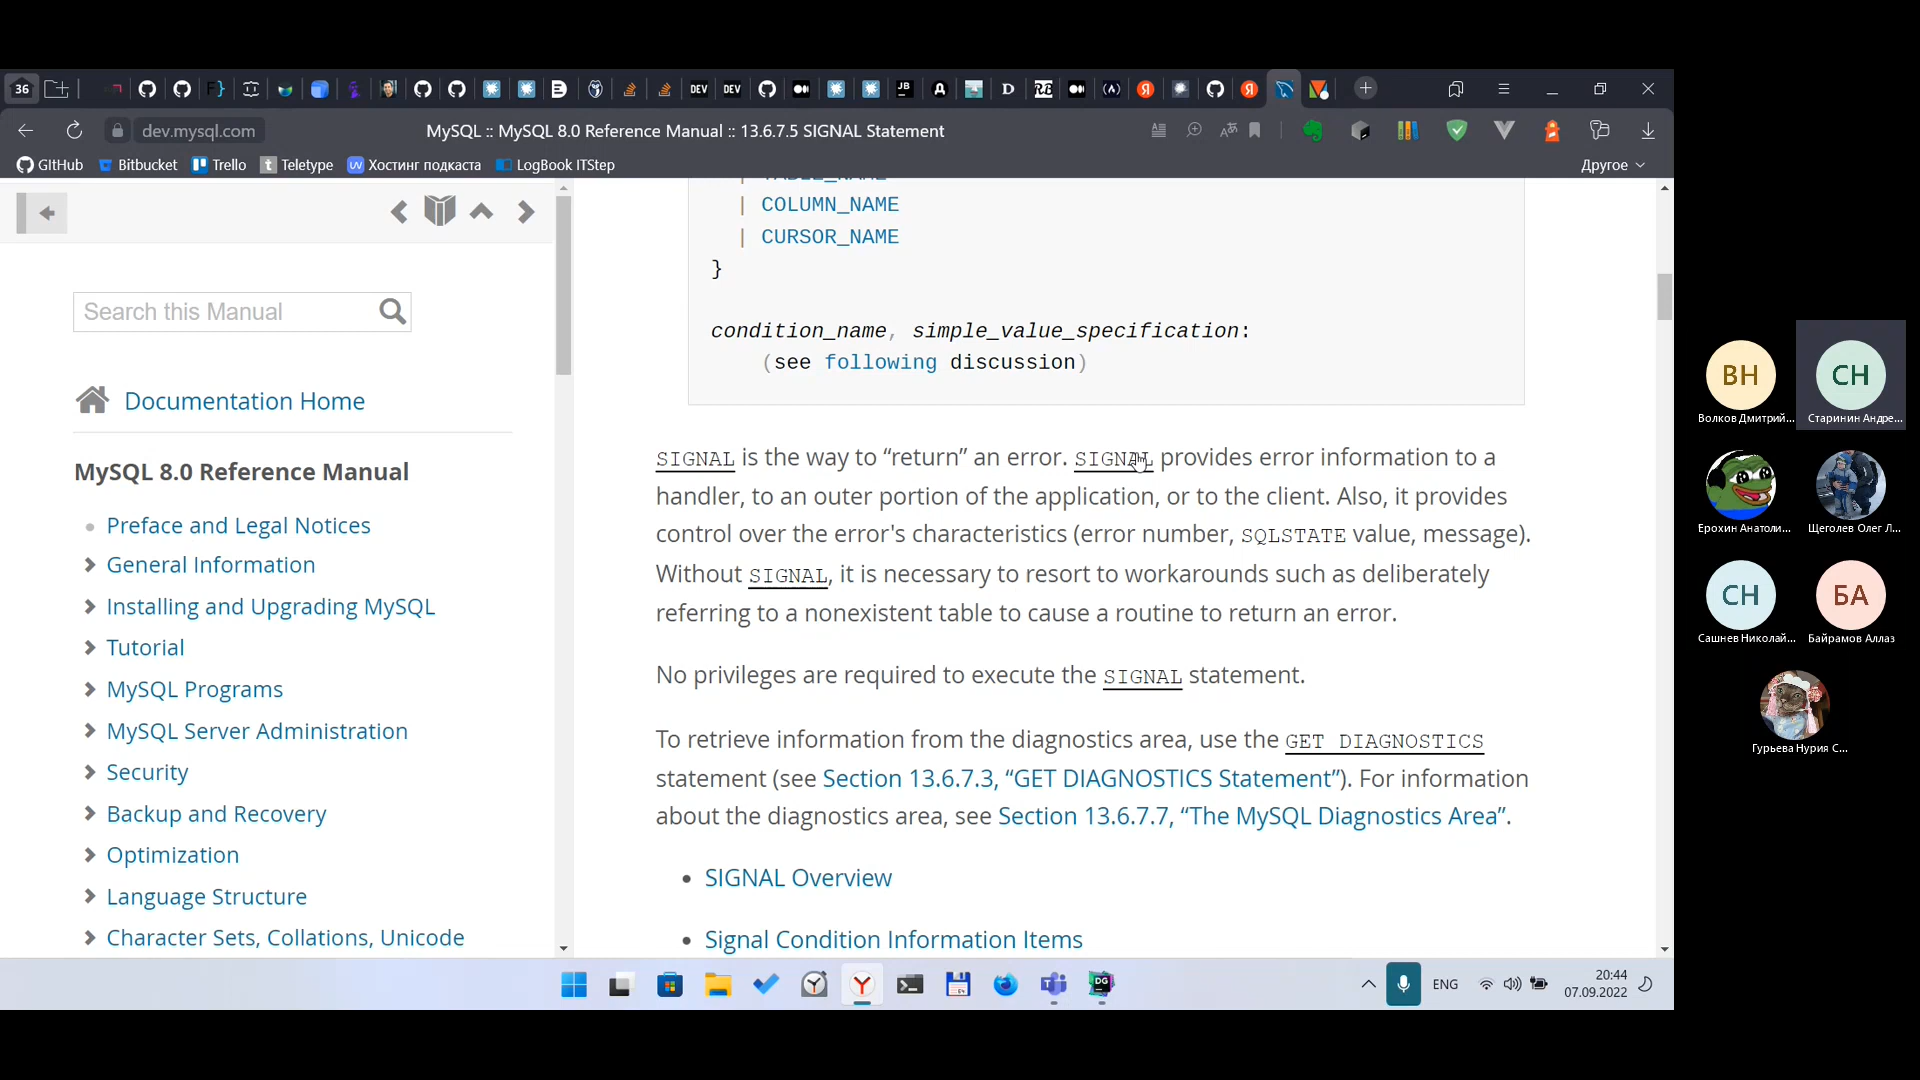 36
DEV
DEV
JB
D
dev.mysql.com
MySQL :: MySQL 8.0 Reference Manual :: 13.6.7.5 SIGNAL Statement
GItHub
Bitbucket
Trello
Teletype
Хостинг подкаста
LogBook ITStep
Другое
Search this Manual
Documentation Home
MySQL 8.0 Reference Manual
Preface and Legal Notices
General Information
Installing and Upgrading MySQL
Tutorial
MySQL Programs
MySQL Server Administration
Security
Backup and Recovery
Optimization
Language Structure
Character Sets, Collations, Unicode
| TABLE_NAME
| COLUMN_NAME
| CURSOR_NAME
}
condition_name, simple_value_specification:
(see following discussion)
SIGNAL is the way to “return” an error. SIGNAL provides error information to a
handler, to an outer portion of the application, or to the client. Also, it provides
control over the error's characteristics (error number, SQLSTATE value, message).
Without SIGNAL, it is necessary to resort to workarounds such as deliberately
referring to a nonexistent table to cause a routine to return an error.
No privileges are required to execute the SIGNAL statement.
To retrieve information from the diagnostics area, use the GET DIAGNOSTICS
statement (see Section 13.6.7.3, “GET DIAGNOSTICS Statement”). For information
about the diagnostics area, see Section 13.6.7.7, “The MySQL Diagnostics Area”.
• SIGNAL Overview
• Signal Condition Information Items
ВН
Волков Дмитрий...
СН
Старинин Андре...
Ерохин Анатоли...
Щеголев Олег Л...
СН
Сашнев Николай...
БА
Байрамов Аллаз
Гурьева Нурия С...
DG
ENG
20:44
07.09.2022